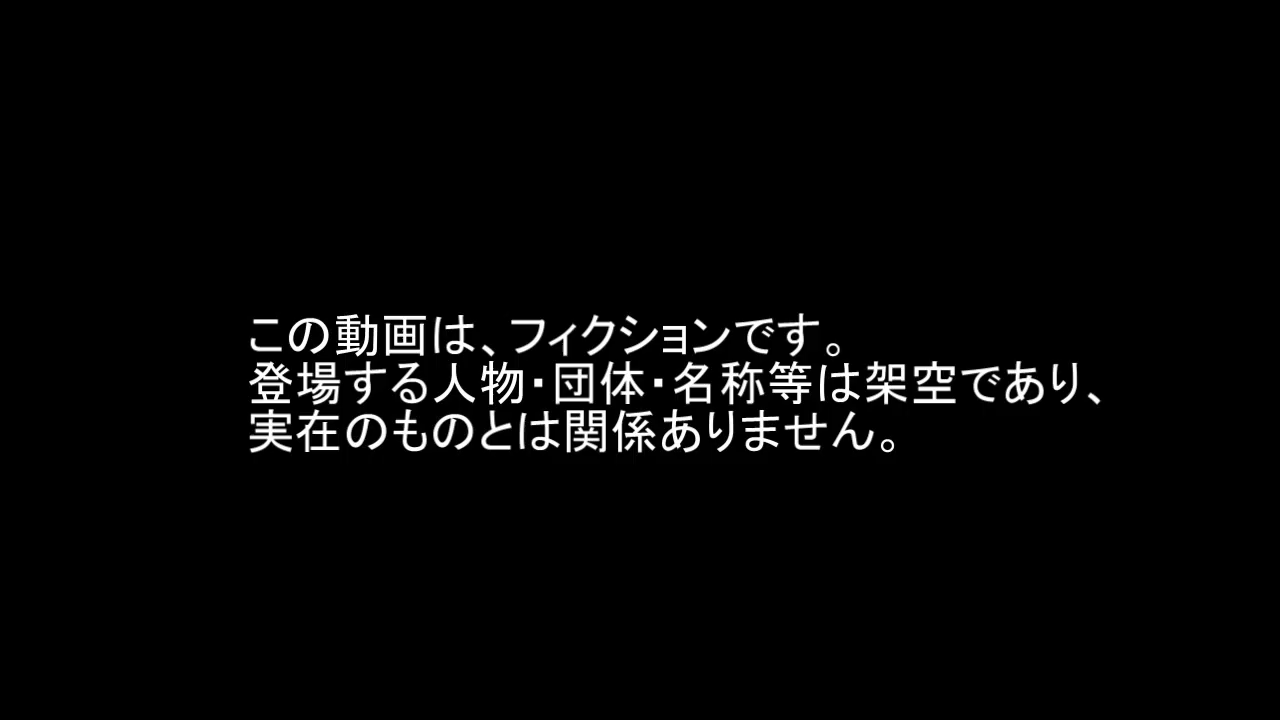 この動画は、フィクションです。
登場する人物・団体・名称等は架空であり、
実在のものとは関係ありません。